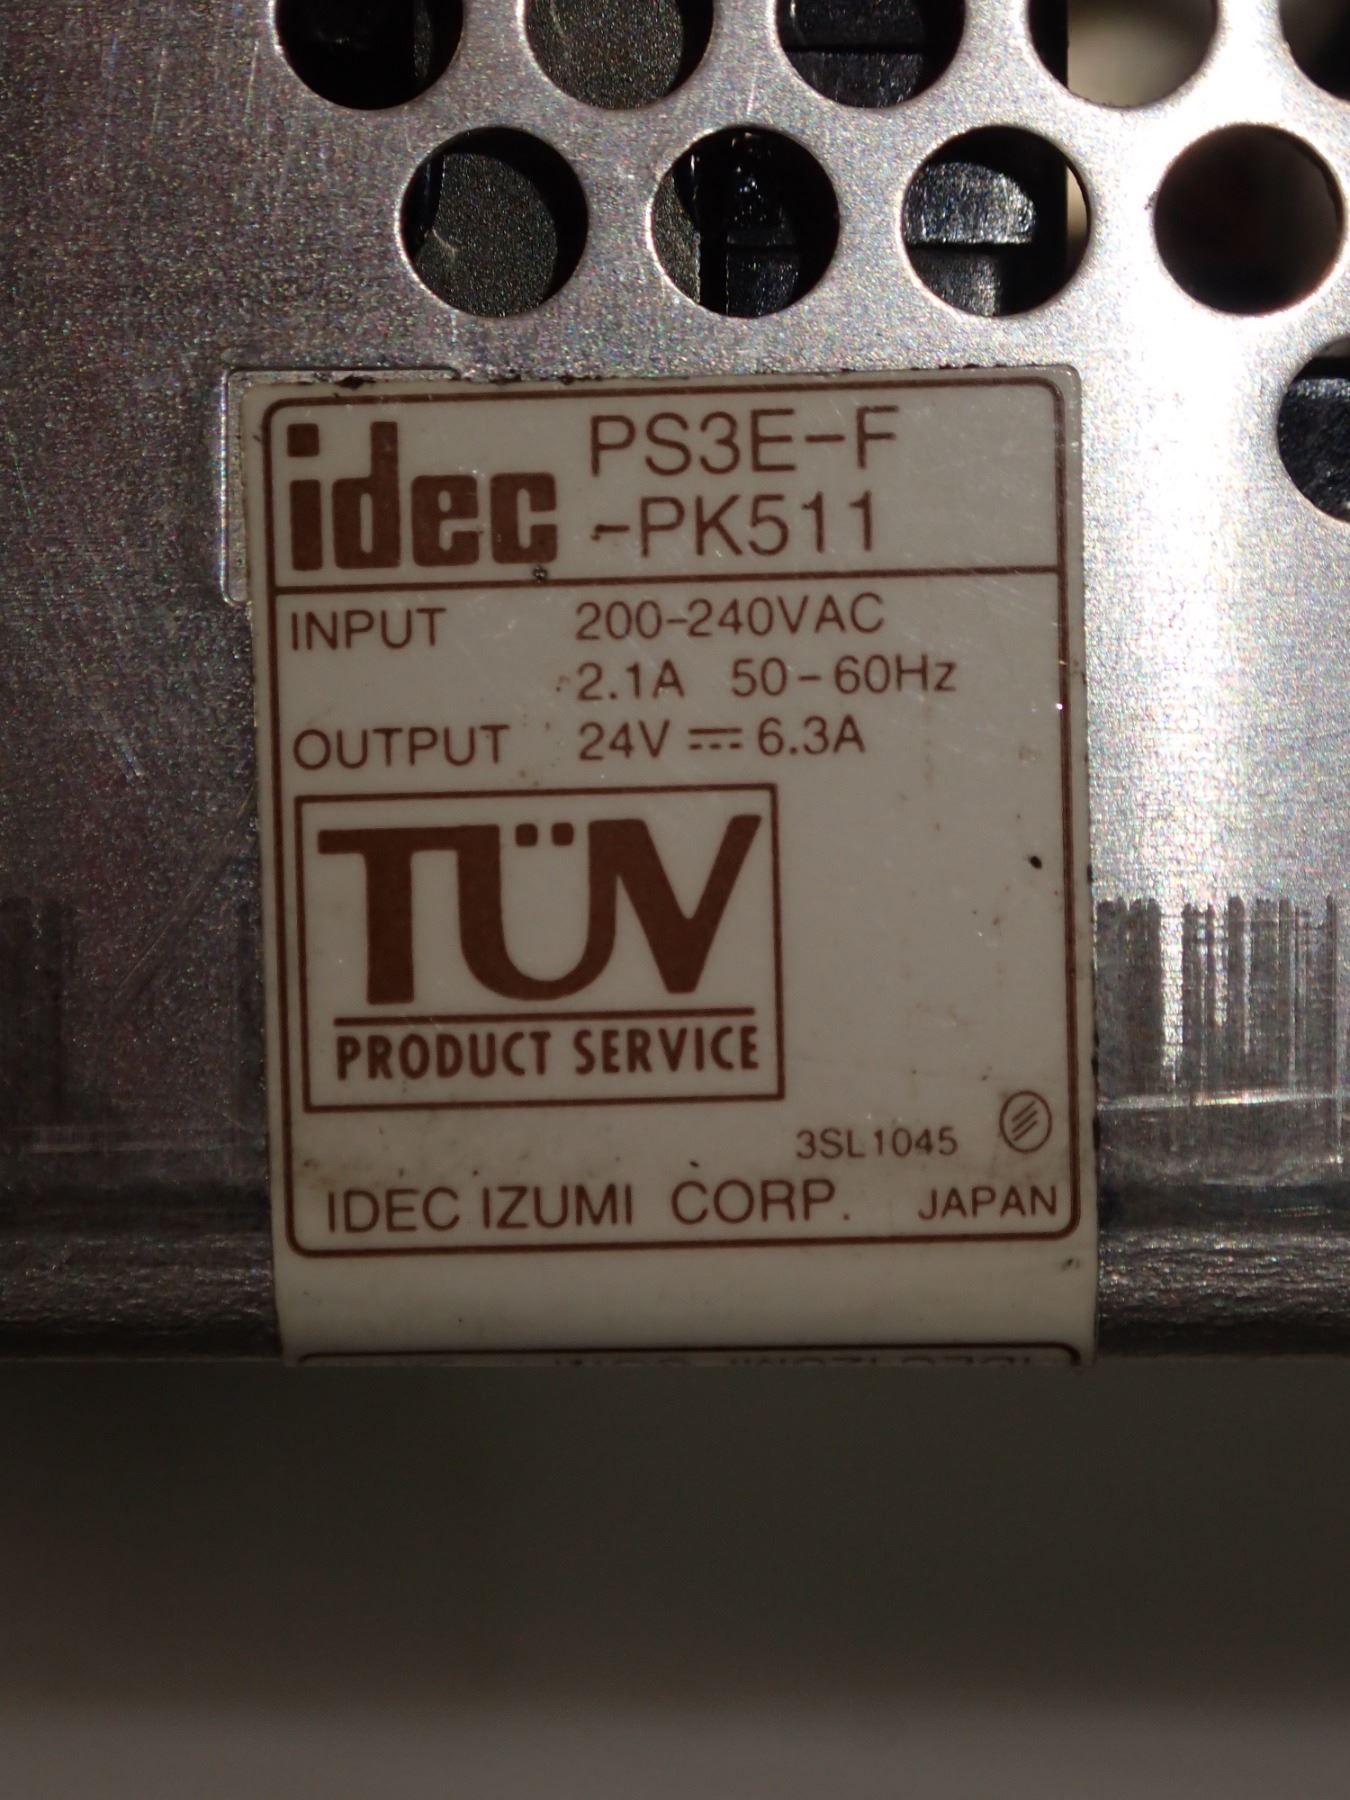 idec PS3E-F
-PK511
INPUT 200-240VAC
2.1A 50-60Hz
OUTPUT 24V ⎓ 6.3A
TÜV
PRODUCT SERVICE
3SL1045
IDEC IZUMI CORP. JAPAN